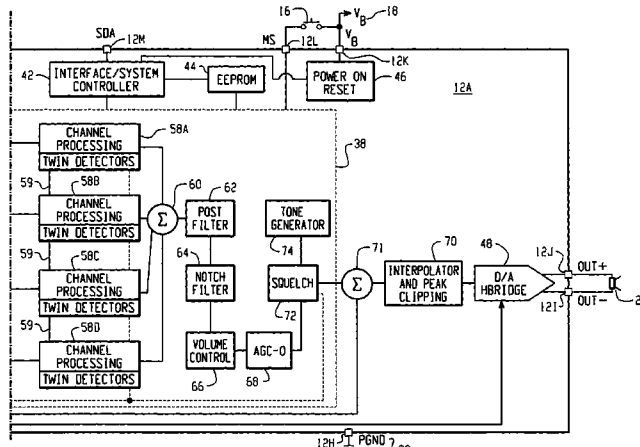 16
V_B 18
SDA
12M
MS
12L
V_B
12K
42
INTERFACE/SYSTEM
CONTROLLER
44
EEPROM
POWER ON
RESET
46
12A
58A
CHANNEL
PROCESSING
TWIN DETECTORS
38
59
58B
CHANNEL
PROCESSING
TWIN DETECTORS
60
Σ
62
POST
FILTER
TONE
GENERATOR
74
64
NOTCH
FILTER
59
58C
CHANNEL
PROCESSING
TWIN DETECTORS
SQUELCH
72
71
Σ
70
INTERPOLATOR
AND PEAK
CLIPPING
48
D/A
HBRIDGE
12J
OUT+
OUT-
12I
2
59
58D
CHANNEL
PROCESSING
TWIN DETECTORS
VOLUME
CONTROL
66
AGC-O
68
12H
PGND